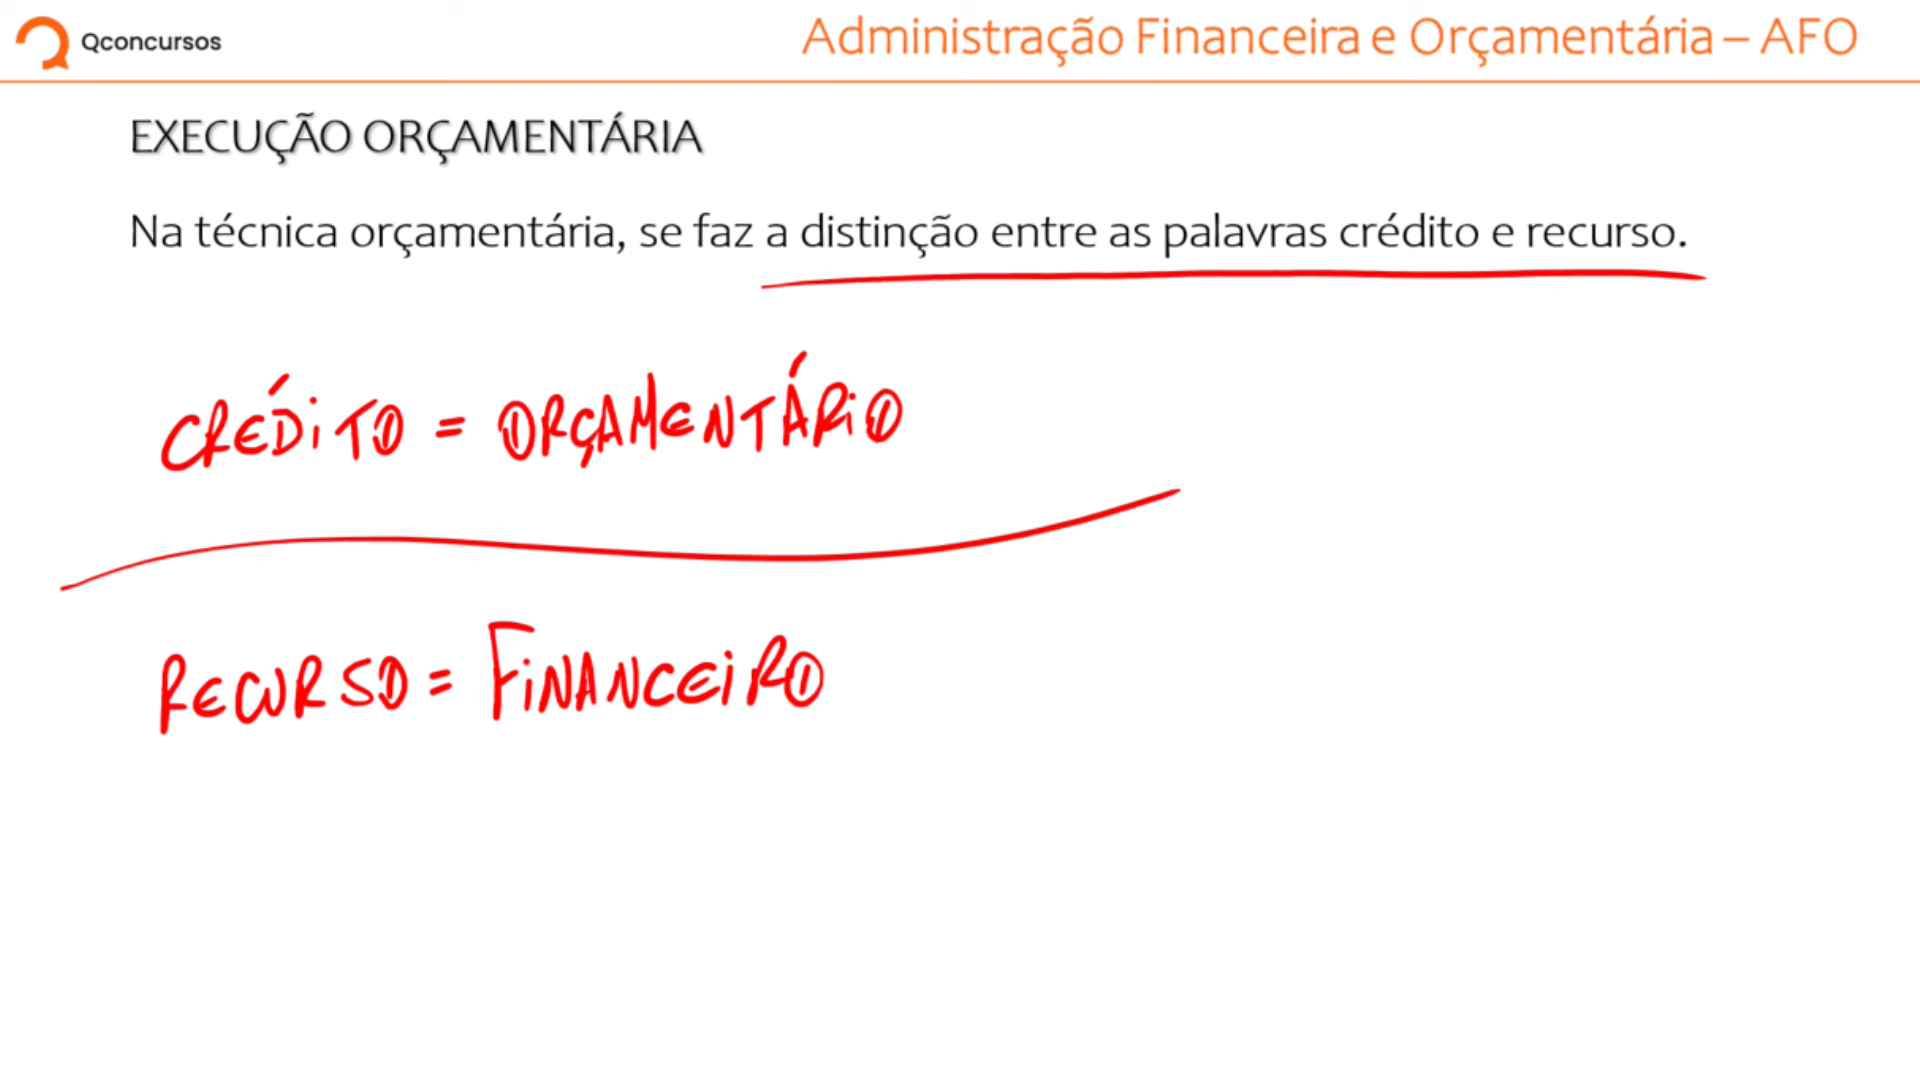 Qconcursos
Administração Financeira e Orçamentária – AFO
EXECUÇÃO ORÇAMENTÁRIA
Na técnica orçamentária, se faz a distinção entre as palavras crédito e recurso.
CRÉDITO = ORÇAMENTÁRIO
RECURSO = FINANCEIRO